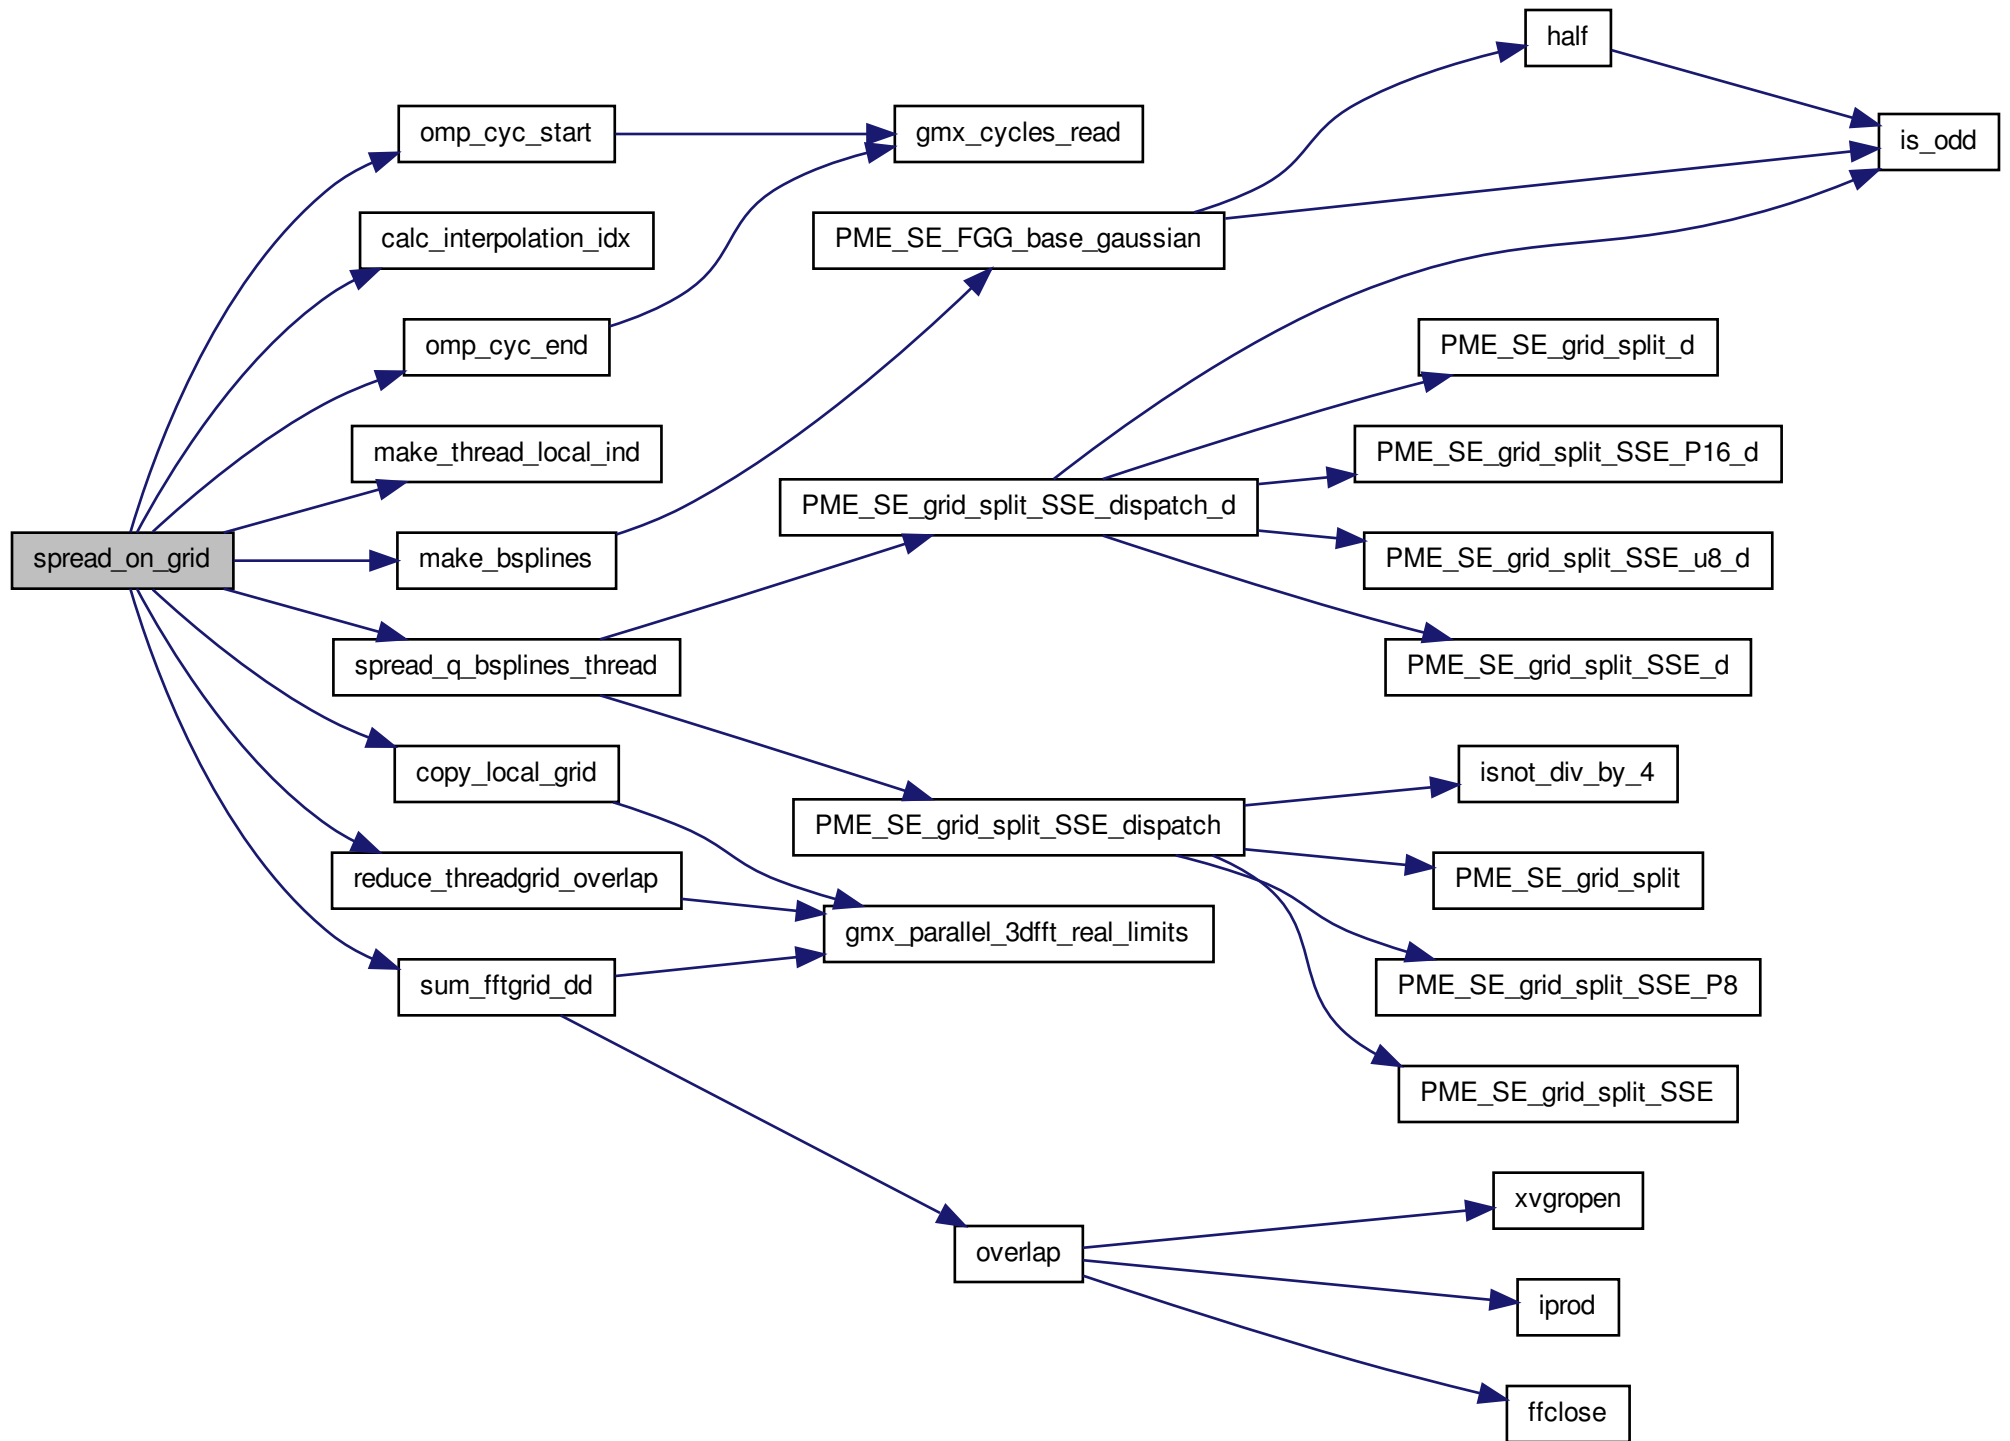 half
omp_cyc_start
gmx_cycles_read
is_odd
calc_interpolation_idx
PME_SE_FGG_base_gaussian
omp_cyc_end
PME_SE_grid_split_d
make_thread_local_ind
PME_SE_grid_split_SSE_P16_d
PME_SE_grid_split_SSE_dispatch_d
spread_on_grid
make_bsplines
PME_SE_grid_split_SSE_u8_d
spread_q_bsplines_thread
PME_SE_grid_split_SSE_d
copy_local_grid
isnot_div_by_4
PME_SE_grid_split_SSE_dispatch
reduce_threadgrid_overlap
PME_SE_grid_split
gmx_parallel_3dfft_real_limits
sum_fftgrid_dd
PME_SE_grid_split_SSE_P8
PME_SE_grid_split_SSE
xvgropen
overlap
iprod
ffclose